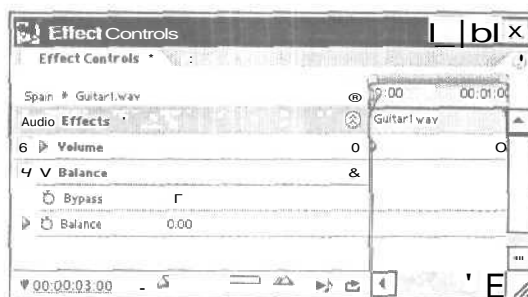 Effect Controls
Effect Controls
Spain * Guitar1.wav
:00 00:01:00
Audio Effects
Guitar1.wav
Volume
Balance
Bypass
Balance 0.00
00:00:03:00